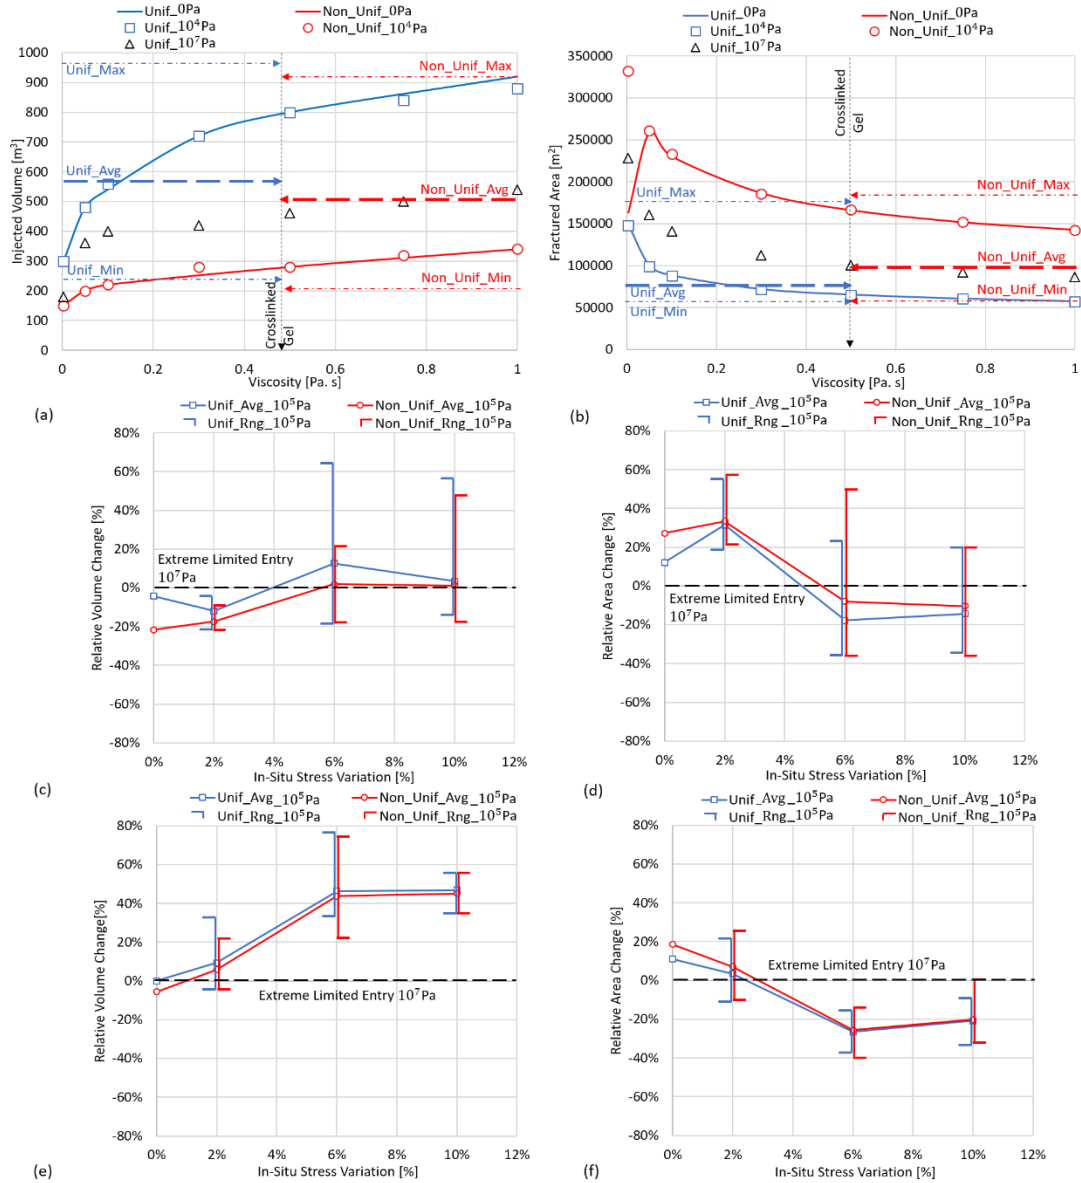 Unif_0Pa Non_Unif_0Pa
Unif_10⁴Pa Non_Unif_10⁴Pa
Unif_10⁷Pa
1000
900
800
700
600
500
400
300
200
100
0
Injected Volume [m³]
Unif_Max
Non_Unif_Max
Unif_Avg
Non_Unif_Avg
Unif_Min
Non_Unif_Min
Crosslinked
Gel
0 0.2 0.4 0.6 0.8 1
Viscosity [Pa. s]
(a)
Unif_0Pa Non_Unif_0Pa
Unif_10⁴Pa Non_Unif_10⁴Pa
Unif_10⁷Pa
350000
300000
250000
200000
150000
100000
50000
0
Fractured Area [m²]
Crosslinked
Gel
Unif_Max
Non_Unif_Max
Non_Unif_Avg
Unif_Avg
Non_Unif_Min
Unif_Min
0 0.2 0.4 0.6 0.8 1
Viscosity [Pa. s]
(b)
Unif_Avg_10⁵Pa Non_Unif_Avg_10⁵Pa
Unif_Rng_10⁵Pa Non_Unif_Rng_10⁵Pa
80%
60%
40%
20%
0%
-20%
-40%
-60%
-80%
Relative Volume Change [%]
Extreme Limited Entry
10⁷Pa
0% 2% 4% 6% 8% 10% 12%
In-Situ Stress Variation [%]
(c)
Unif_Avg_10⁵Pa Non_Unif_Avg_10⁵Pa
Unif_Rng_10⁵Pa Non_Unif_Rng_10⁵Pa
80%
60%
40%
20%
0%
-20%
-40%
-60%
-80%
Relative Area Change [%]
Extreme Limited Entry
10⁷Pa
0% 2% 4% 6% 8% 10% 12%
In-Situ Stress Variation [%]
(d)
Unif_Avg_10⁵Pa Non_Unif_Avg_10⁵Pa
Unif_Rng_10⁵Pa Non_Unif_Rng_10⁵Pa
80%
60%
40%
20%
0%
-20%
-40%
-60%
-80%
Relative Volume Change[%]
Extreme Limited Entry 10⁷Pa
0% 2% 4% 6% 8% 10% 12%
In-Situ Stress Variation [%]
(e)
Unif_Avg_10⁵Pa Non_Unif_Avg_10⁵Pa
Unif_Rng_10⁵Pa Non_Unif_Rng_10⁵Pa
80%
60%
40%
20%
0%
-20%
-40%
-60%
-80%
Relative Area Change [%]
Extreme Limited Entry 10⁷Pa
0% 2% 4% 6% 8% 10% 12%
In-Situ Stress Variation [%]
(f)